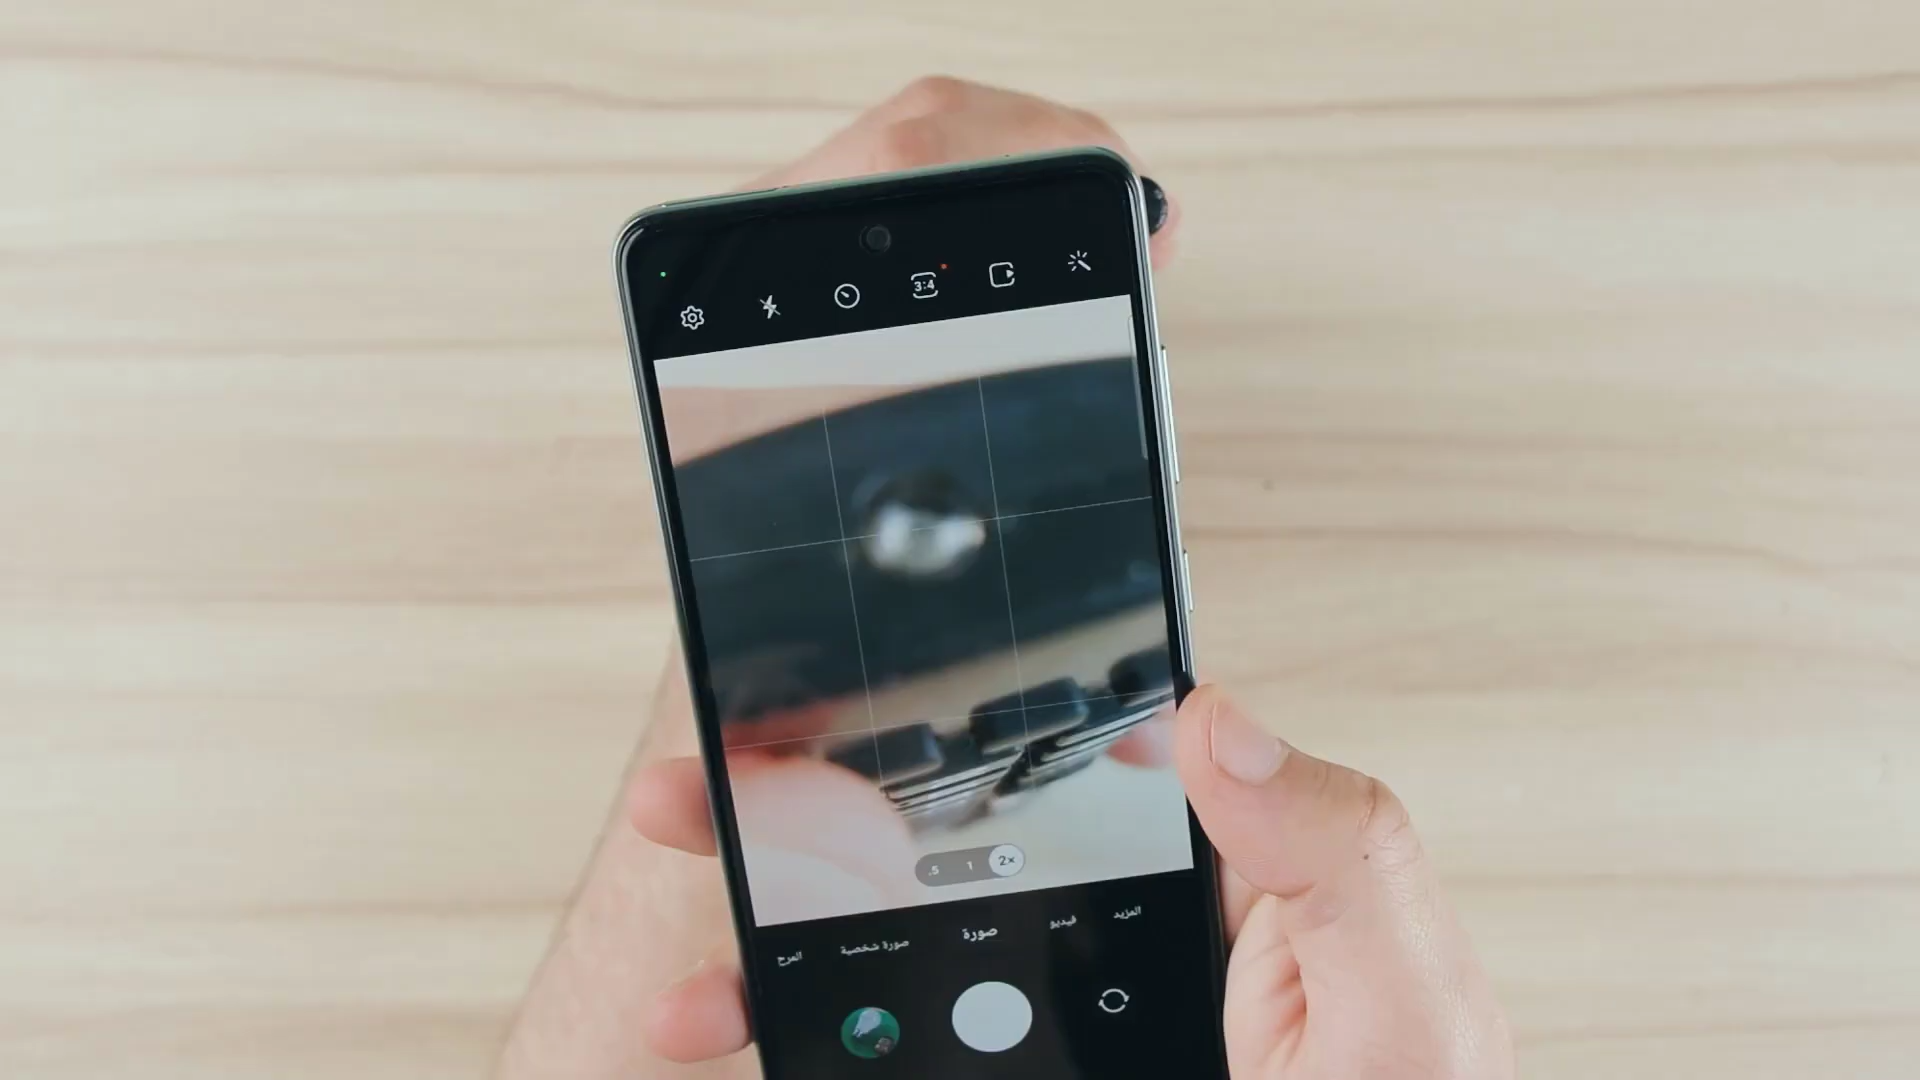 3:4
.5 1 2×
المرح صورة شخصية صورة فيديو المزيد